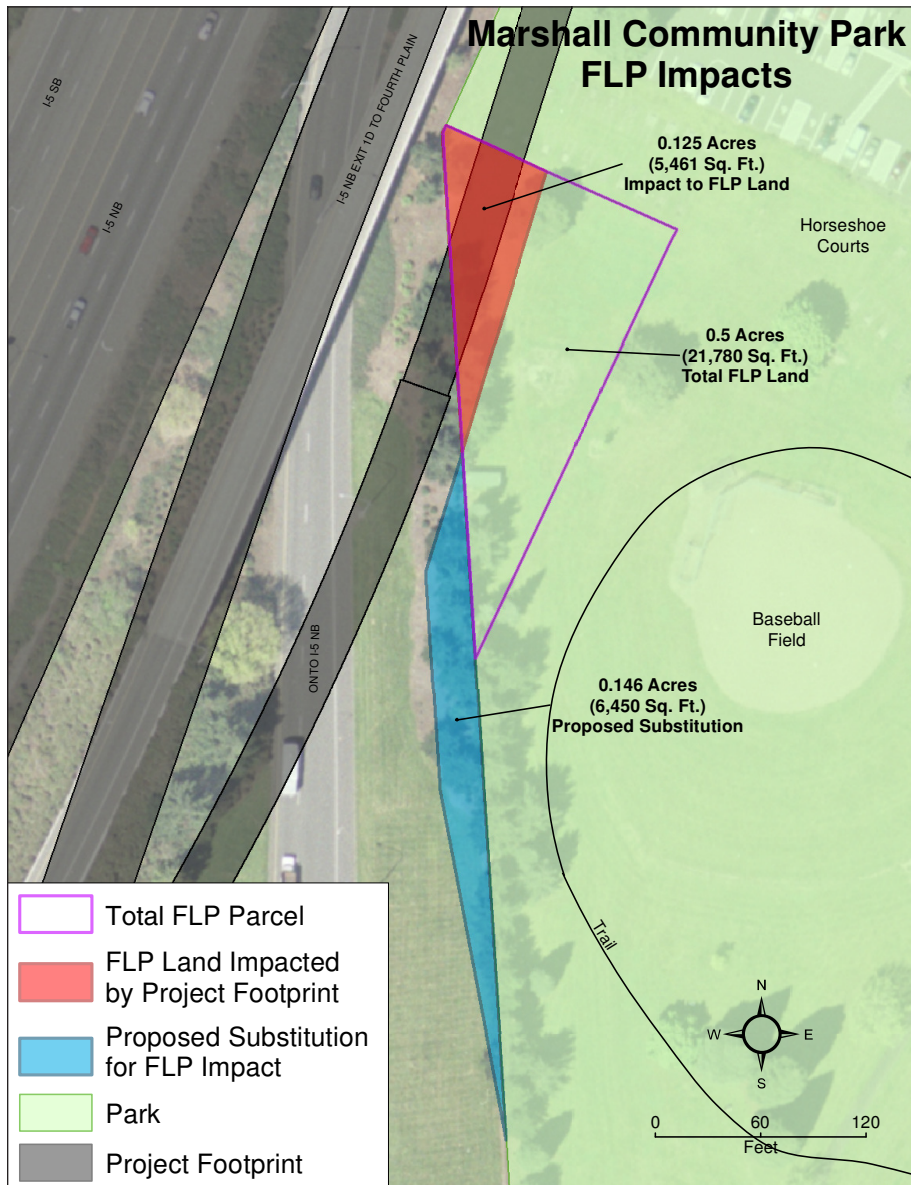 Marshall Community Park
FLP Impacts
I-5 SB
I-5 NB
I-5 NB EXIT 1D TO FOURTH PLAIN
0.125 Acres
(5,461 Sq. Ft.)
Impact to FLP Land
Horseshoe
Courts
0.5 Acres
(21,780 Sq. Ft.)
Total FLP Land
Baseball
Field
ONTO I-5 NB
0.146 Acres
(6,450 Sq. Ft.)
Proposed Substitution
Trail
Total FLP Parcel
FLP Land Impacted
by Project Footprint
Proposed Substitution
for FLP Impact
Park
Project Footprint
N
W E
S
0 60 120
Feet